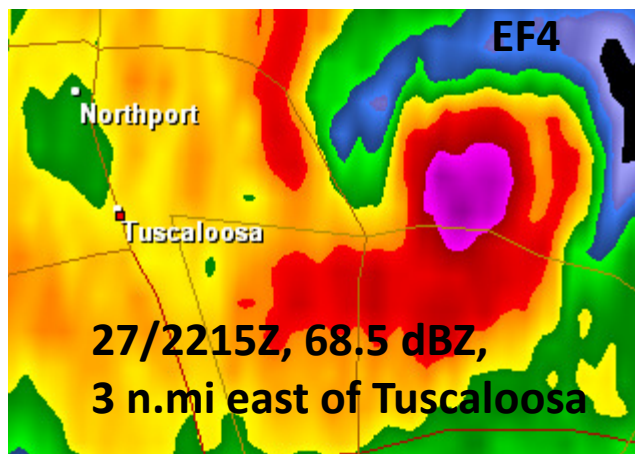 EF4
Northport
Tuscaloosa
27/2215Z, 68.5 dBZ,
3 n.mi east of Tuscaloosa